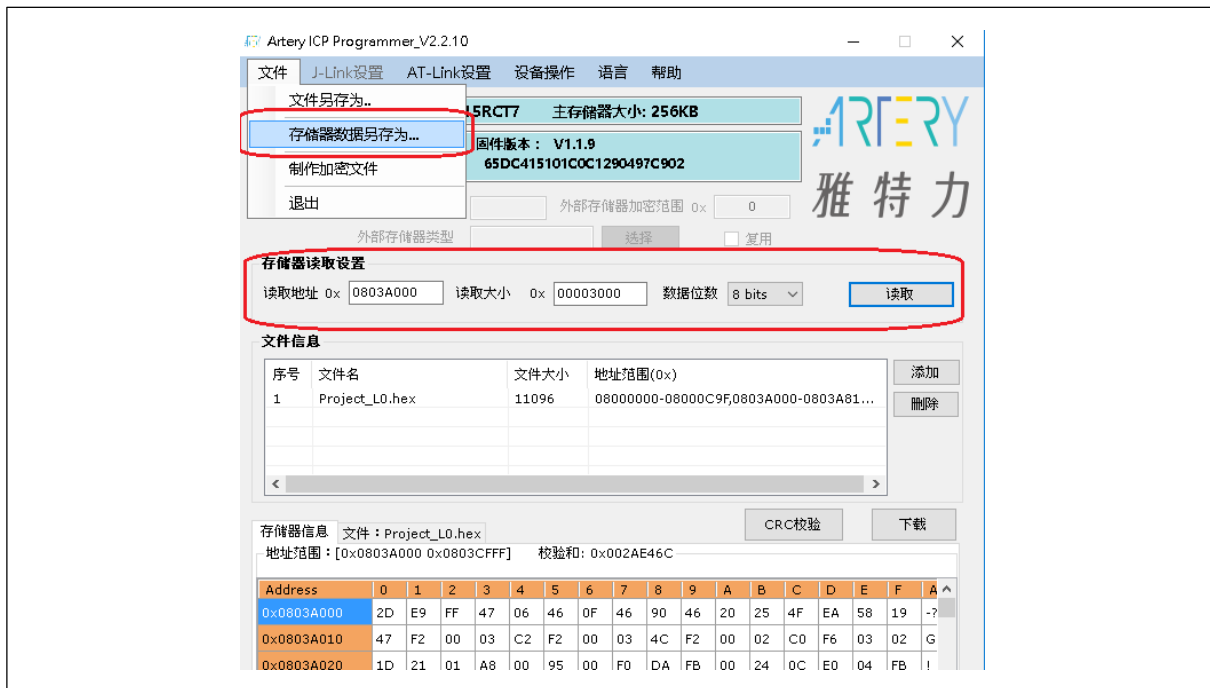 Artery ICP Programmer_V2.2.10
文件 J-Link设置 AT-Link设置 设备操作 语言 帮助
文件另存为..
5RCT7 主存储器大小: 256KB
存储器数据另存为...
固件版本: V1.1.9
65DC415101C0C1290497C902
制作加密文件
退出
外部存储器加密范围 0x 0
ARTERY
雅特力
外部存储器类型 选择 复用
存储器读取设置
读取地址 0x 0803A000 读取大小 0x 00003000 数据位数 8 bits 读取
文件信息
序号 文件名 文件大小 地址范围(0x) 添加
1 Project_L0.hex 11096 08000000-08000C9F,0803A000-0803A81... 删除
CRC校验 下载
存储器信息 文件：Project_L0.hex
地址范围：[0x0803A000 0x0803CFFF] 校验和: 0x002AE46C
Address 0 1 2 3 4 5 6 7 8 9 A B C D E F A
0x0803A000 2D E9 FF 47 06 46 0F 46 90 46 20 25 4F EA 58 19 -?
0x0803A010 47 F2 00 03 C2 F2 00 03 4C F2 00 02 C0 F6 03 02 G
0x0803A020 1D 21 01 A8 00 95 00 F0 DA FB 00 24 0C E0 04 FB !